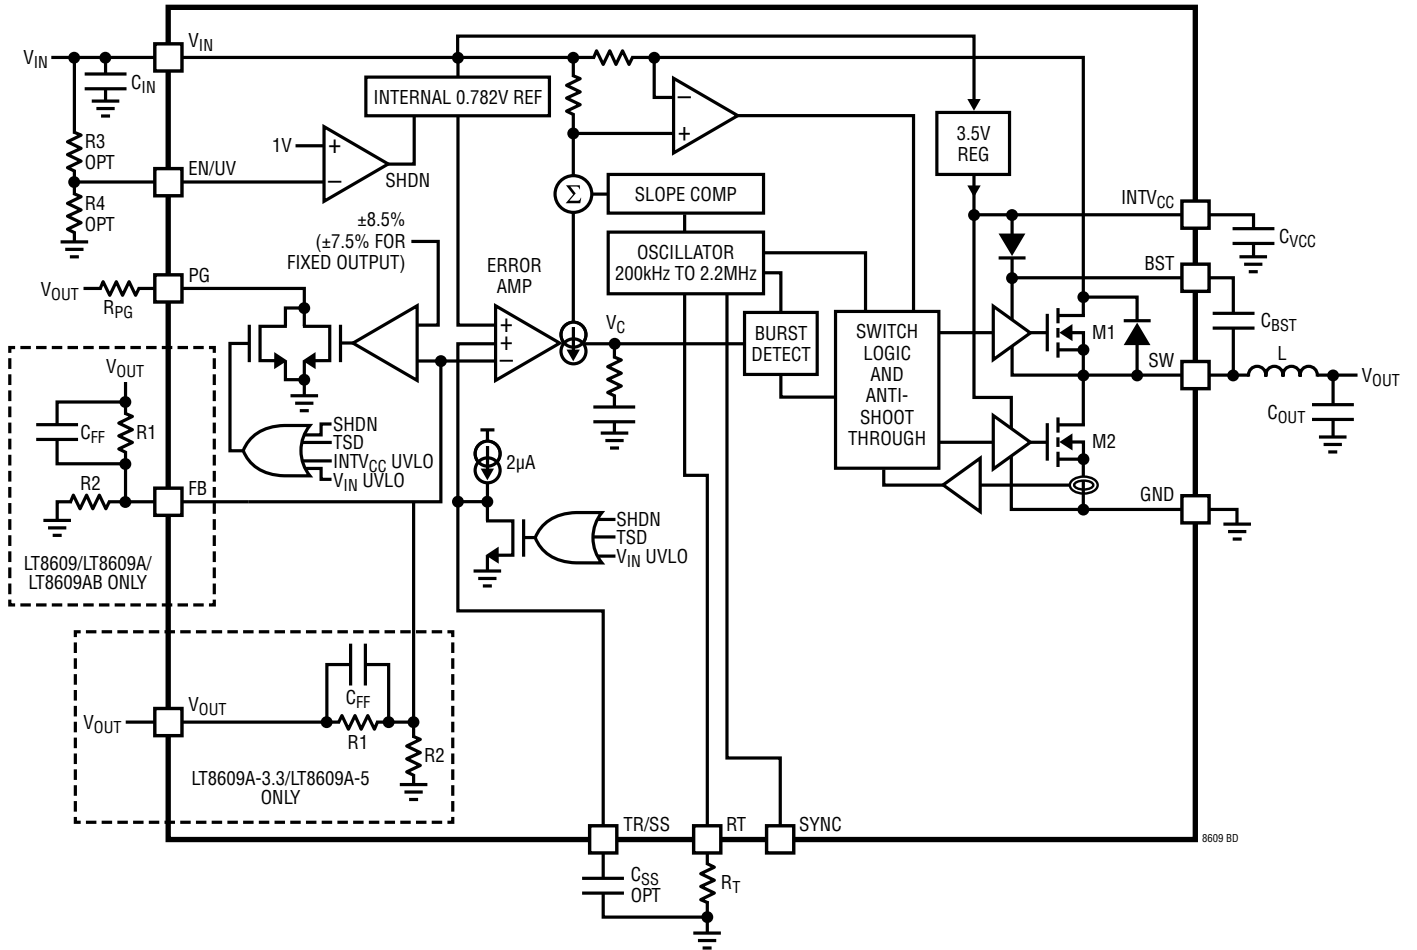 VIN
VIN
CIN
R3
OPT
R4
OPT
EN/UV
1V
+
−
SHDN
INTERNAL 0.782V REF
−
+
3.5V
REG
Σ
SLOPE COMP
OSCILLATOR
200kHz TO 2.2MHz
INTVCC
CVCC
BST
CBST
±8.5%
(±7.5% FOR
FIXED OUTPUT)
ERROR
AMP
+
+
−
VC
BURST
DETECT
SWITCH
LOGIC
AND
ANTI-
SHOOT
THROUGH
M1
M2
SW
L
VOUT
COUT
GND
VOUT
RPG
PG
VOUT
CFF
R1
R2
FB
LT8609/LT8609A/
LT8609AB ONLY
SHDN
TSD
INTVCC UVLO
VIN UVLO
2µA
SHDN
TSD
VIN UVLO
VOUT
VOUT
CFF
R1
R2
LT8609A-3.3/LT8609A-5
ONLY
TR/SS
RT
SYNC
CSS
OPT
RT
8609 BD